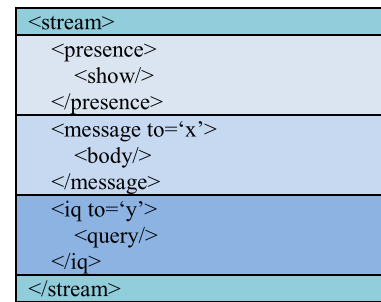 <stream>
<presence>
<show/>
</presence>
<message to=‘x’>
<body/>
</message>
<iq to=‘y’>
<query/>
</iq>
</stream>